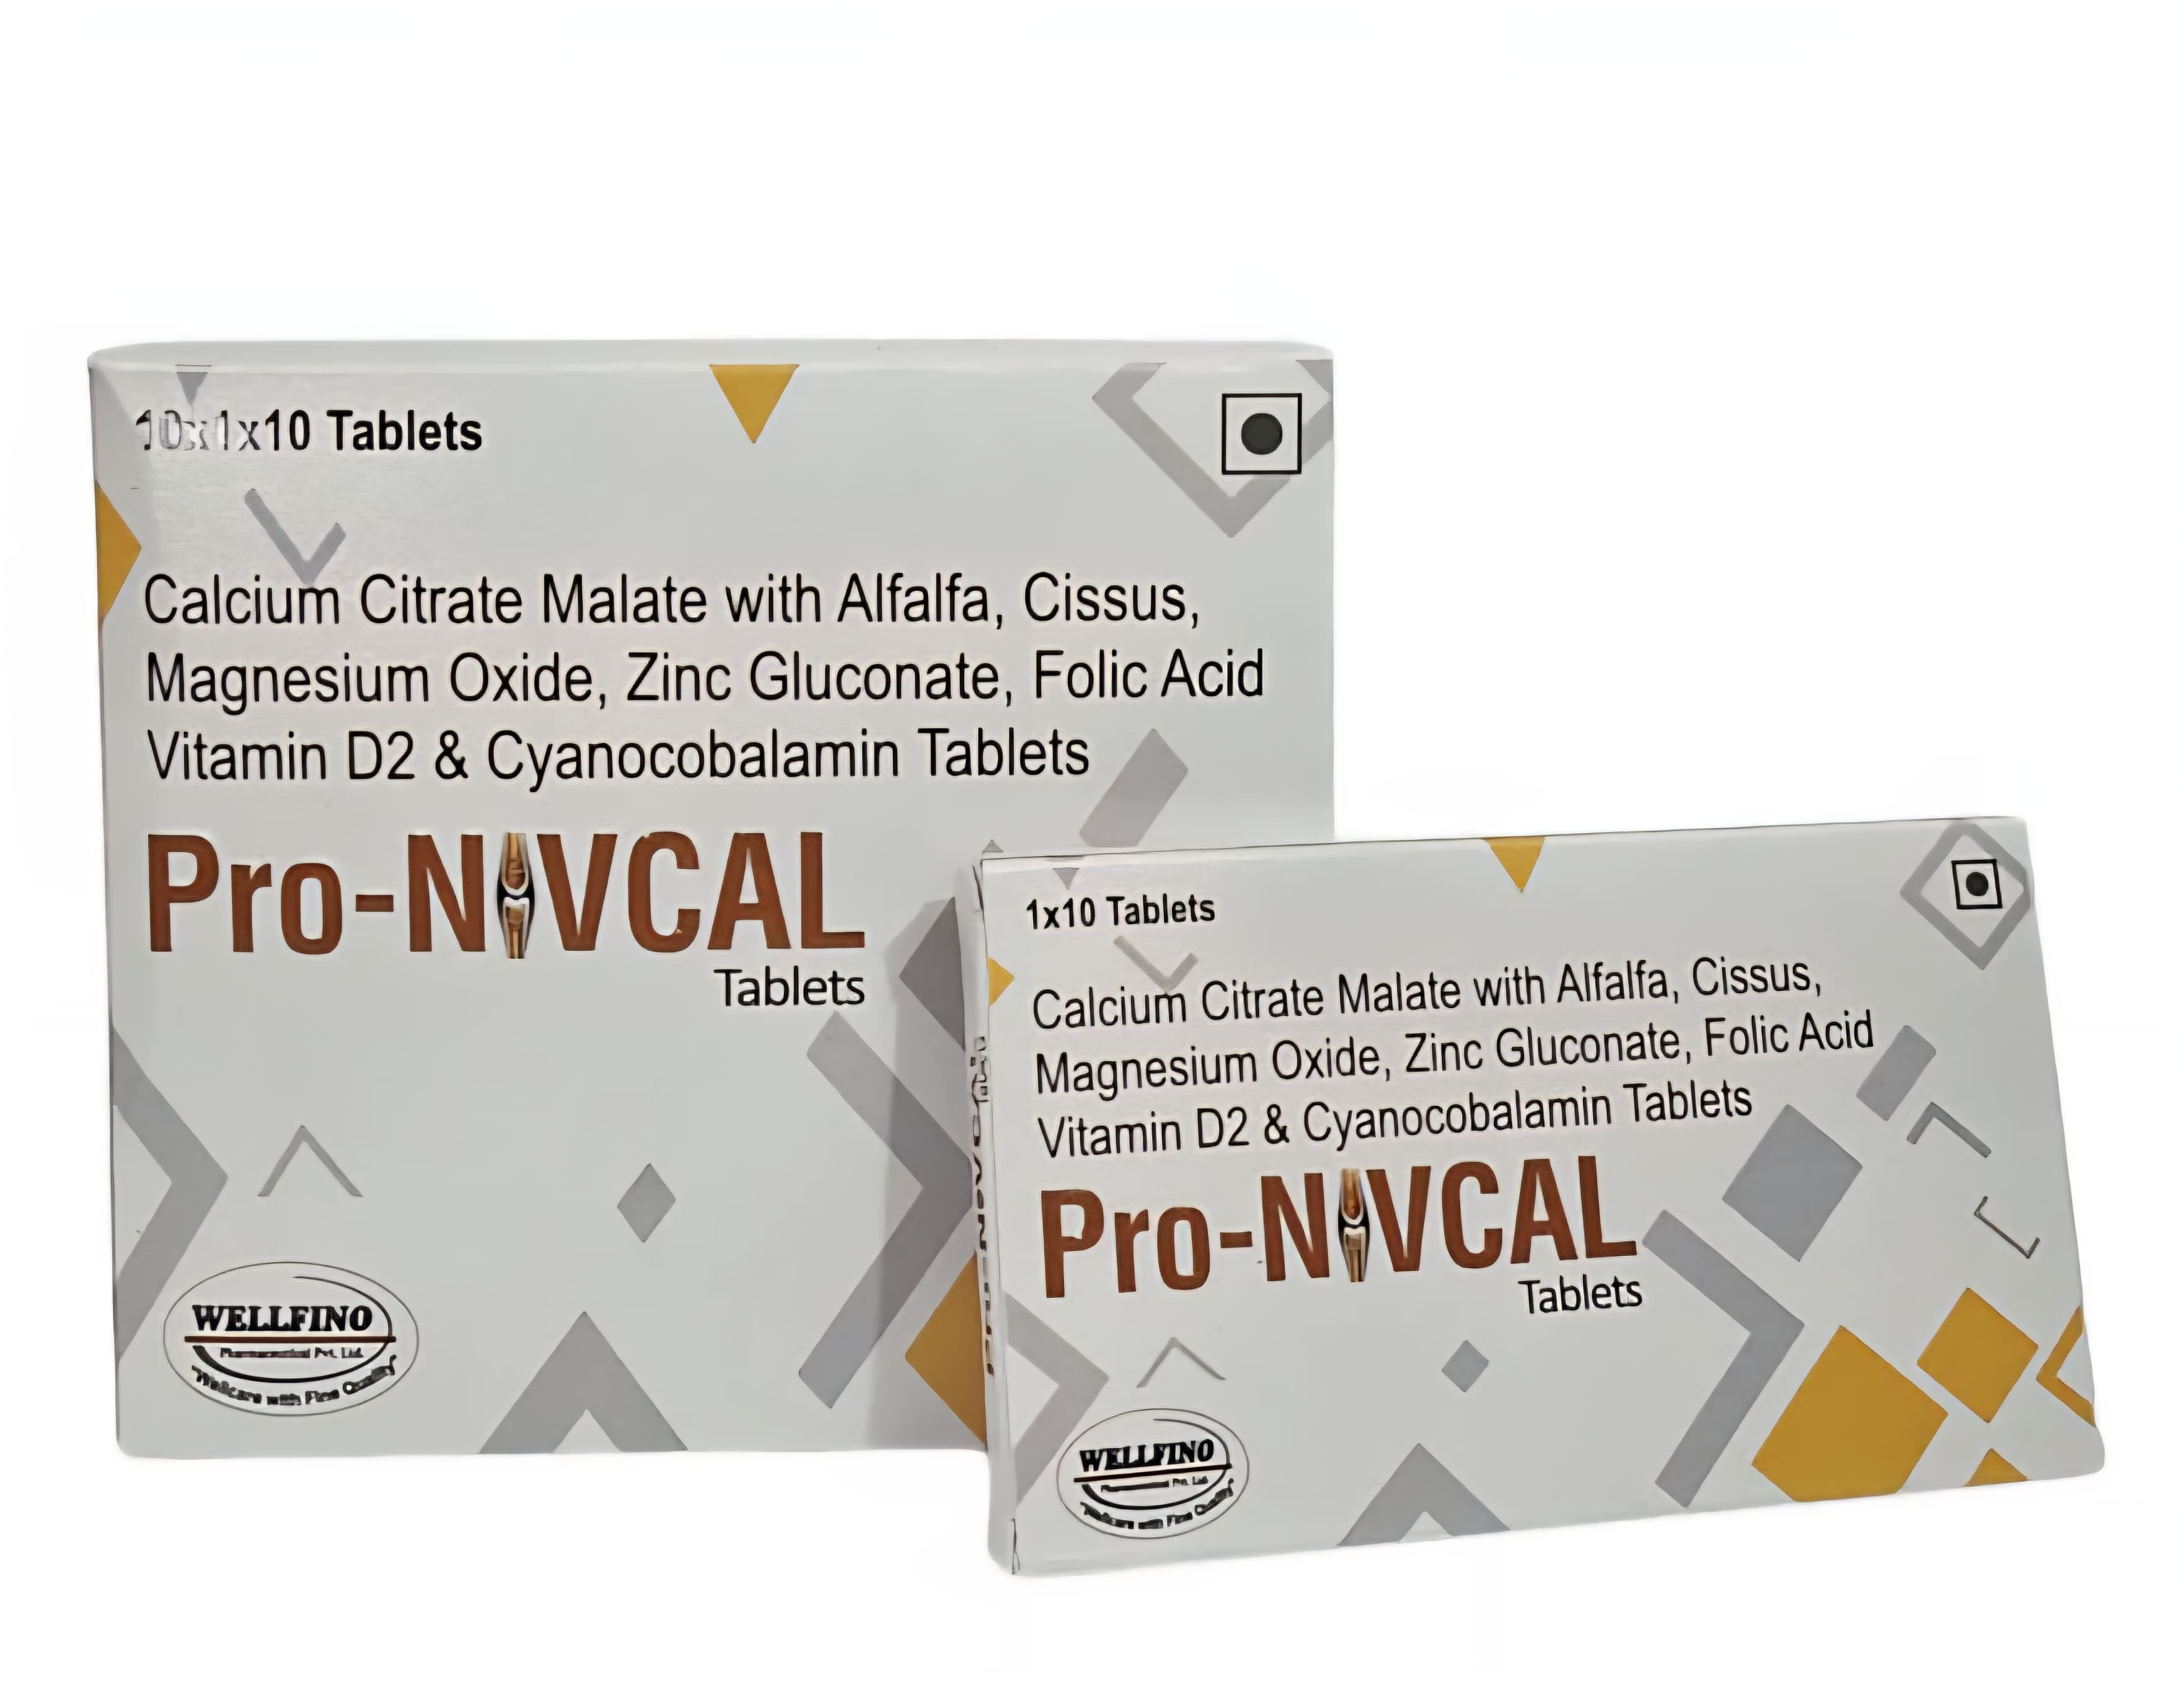 10x1x10 Tablets
Calcium Citrate Malate with Alfalfa, Cissus,
Magnesium Oxide, Zinc Gluconate, Folic Acid
Vitamin D2 & Cyanocobalamin Tablets
Pro-NIVCAL
Tablets
WELLFINO
Pvt. Ltd.
1x10 Tablets
Calcium Citrate Malate with Alfalfa, Cissus,
Magnesium Oxide, Zinc Gluconate, Folic Acid
Vitamin D2 & Cyanocobalamin Tablets
Pro-NIVCAL
Tablets
WELLFINO